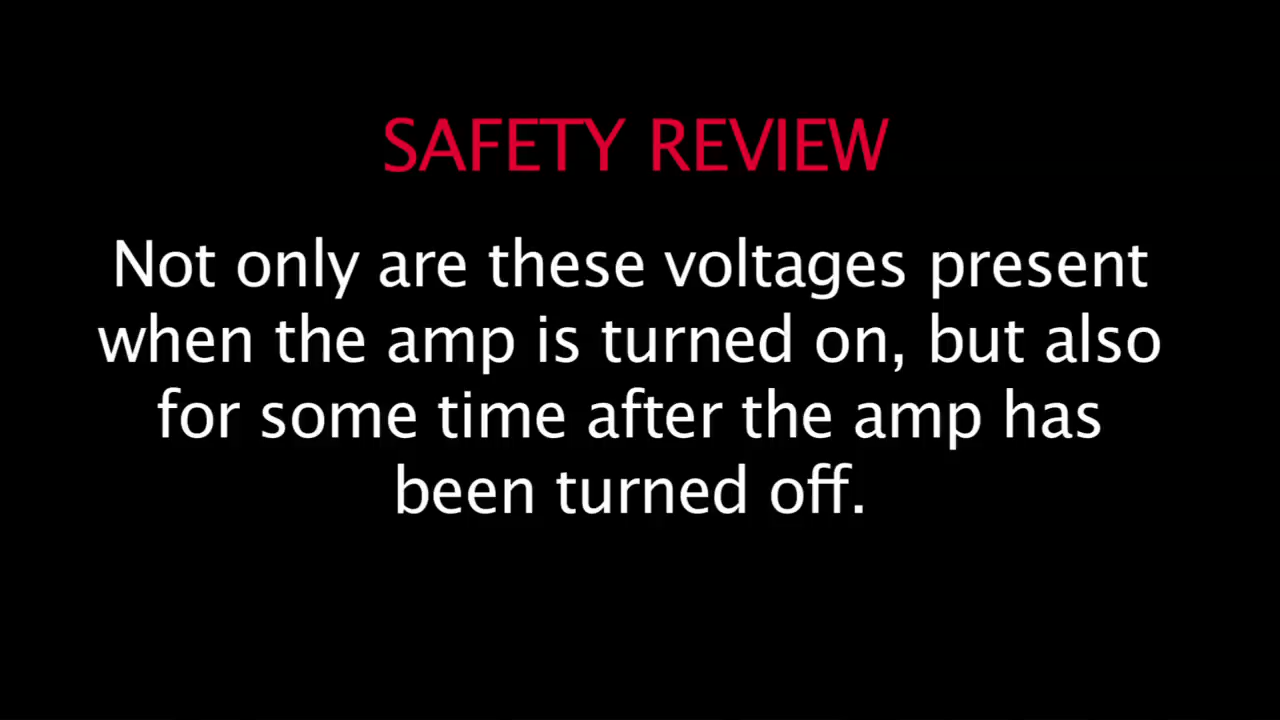 SAFETY REVIEW
Not only are these voltages present
when the amp is turned on, but also
for some time after the amp has
been turned off.